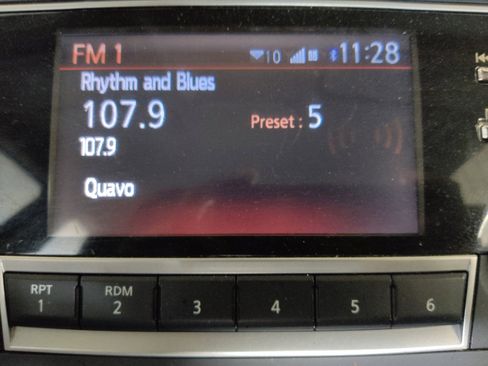 FM 1 10 11:28
Rhythm and Blues
107.9 Preset : 5
107.9
Quavo
RPT RDM
1 2 3 4 5 6